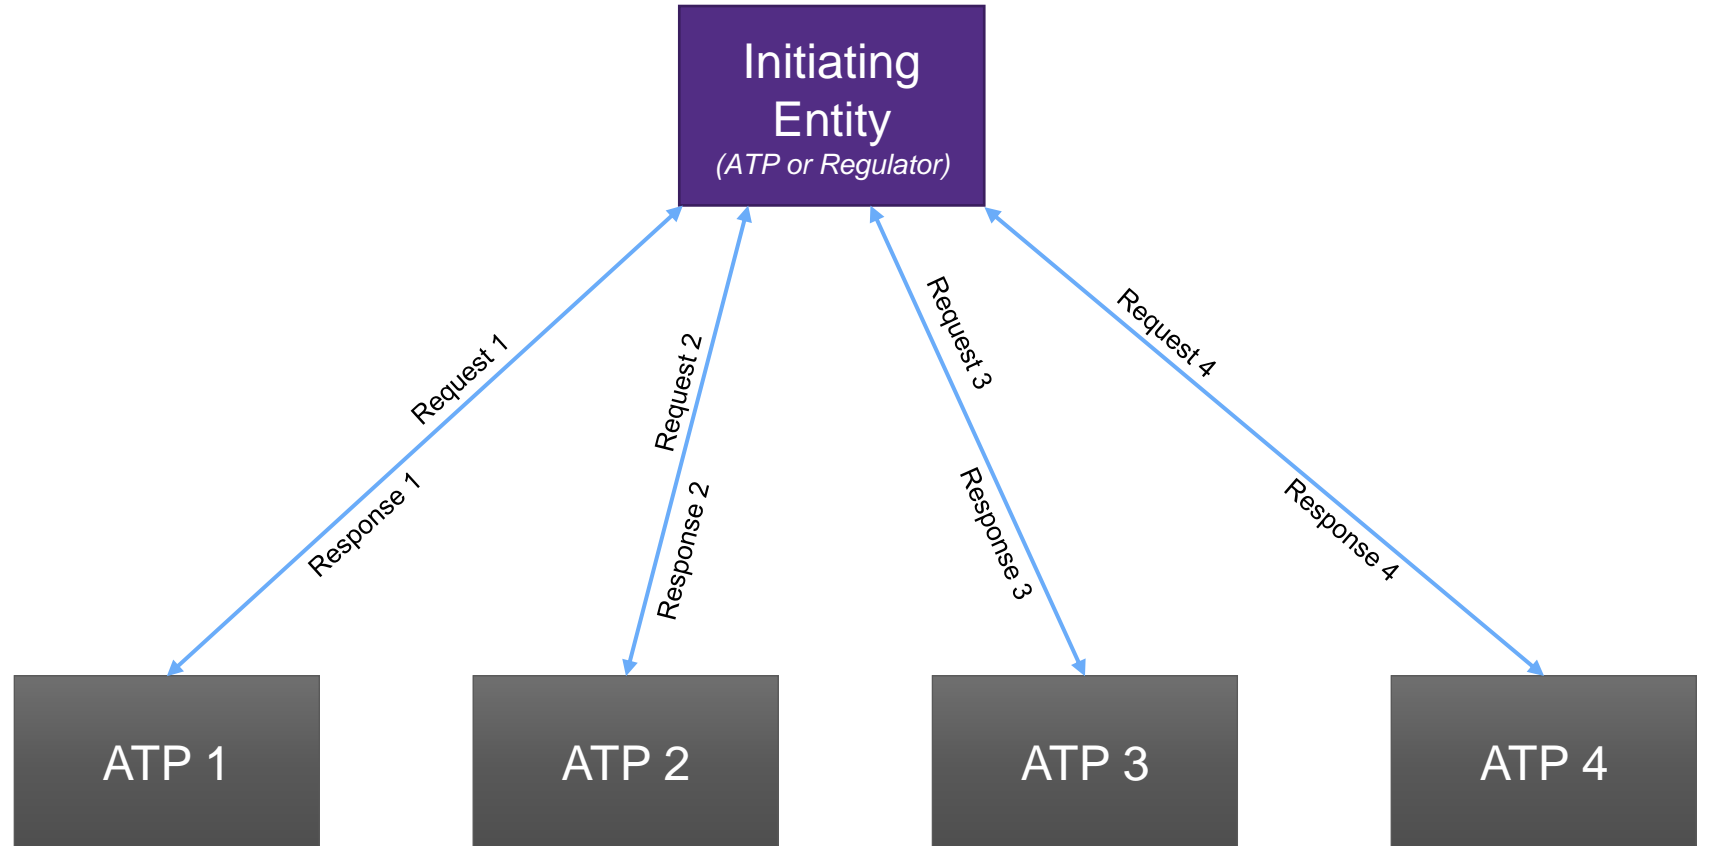 Initiating
Entity
(ATP or Regulator)
Request 1
Request 2
Request 3
Request 4
Response 1
Response 2
Response 3
Response 4
ATP 1
ATP 2
ATP 3
ATP 4